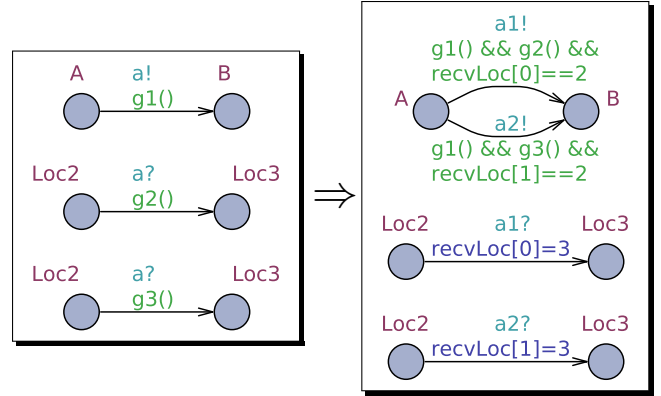 A a! B
g1()
Loc2 a? Loc3
g2()
Loc2 a? Loc3
g3()
⇒
a1!
g1() && g2() &&
recvLoc[0]==2
A B
a2!
g1() && g3() &&
recvLoc[1]==2
Loc2 a1? Loc3
recvLoc[0]=3
Loc2 a2? Loc3
recvLoc[1]=3